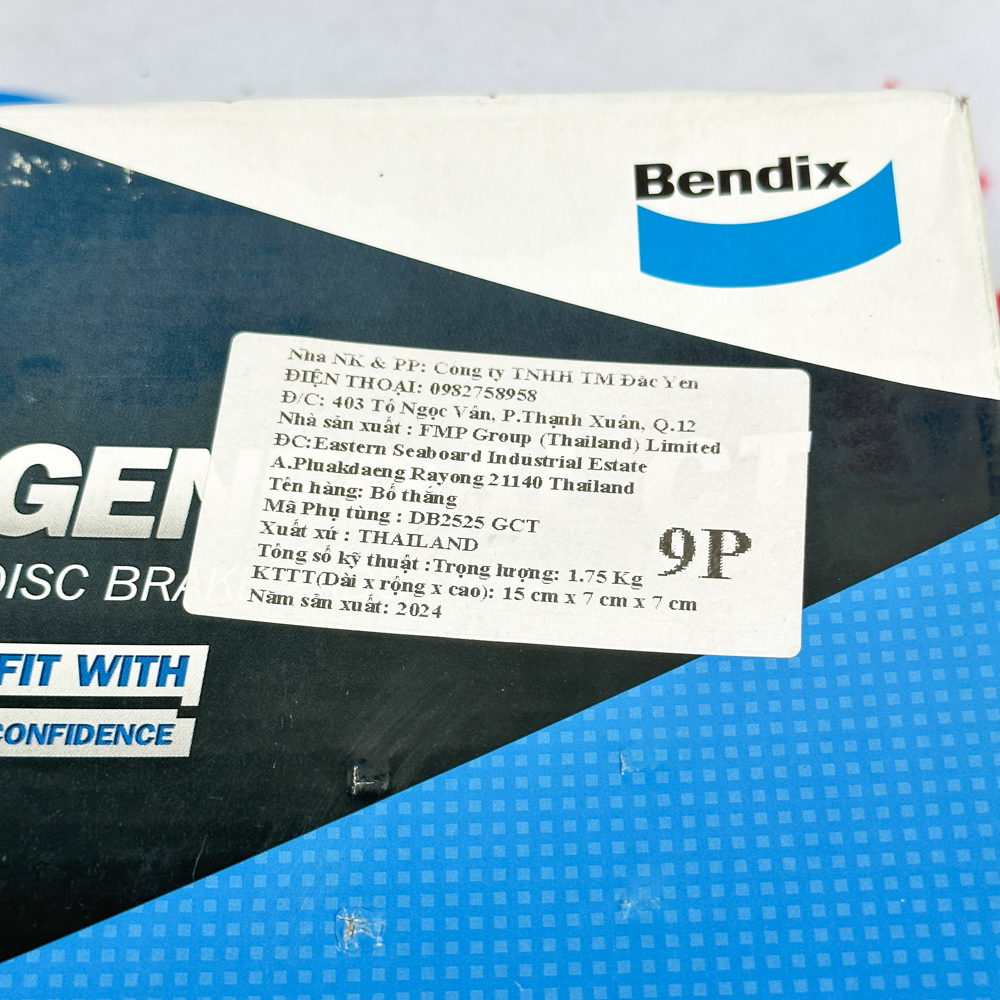 Bendix
Nhà NK & PP: Công ty TNHH TM Đắc Yên
ĐIỆN THOẠI: 0982758958
Đ/C: 403 Tô Ngọc Vân, P.Thạnh Xuân, Q.12
Nhà sản xuất : FMP Group (Thailand) Limited
ĐC:Eastern Seaboard Industrial Estate
A.Pluakdaeng Rayong 21140 Thailand
Tên hàng: Bố thắng
Mã Phụ tùng : DB2525 GCT
Xuất xứ : THAILAND
Tổng số kỹ thuật :Trọng lượng: 1.75 Kg
KTTT(Dài x rộng x cao): 15 cm x 7 cm x 7 cm
Năm sản xuất: 2024
9P
GEN
DISC BRAKE
FIT WITH
CONFIDENCE